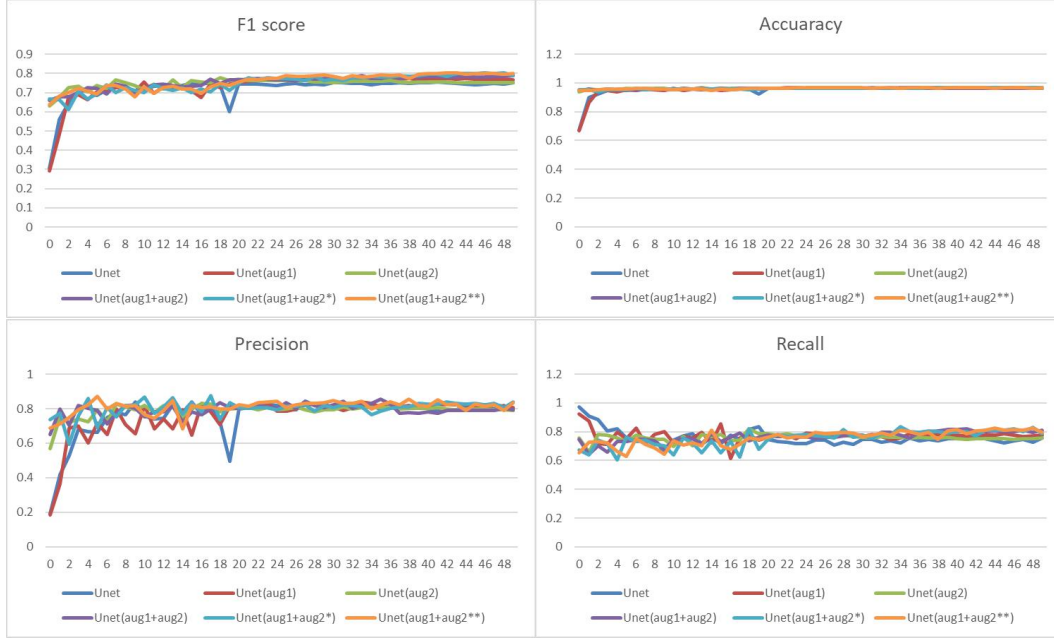 F1 score
0.9
0.8
0.7
0.6
0.5
0.4
0.3
0.2
0.1
0
0 2 4 6 8 10 12 14 16 18 20 22 24 26 28 30 32 34 36 38 40 42 44 46 48
Unet Unet(aug1) Unet(aug2)
Unet(aug1+aug2) Unet(aug1+aug2*) Unet(aug1+aug2**)
Accuaracy
1.2
1
0.8
0.6
0.4
0.2
0
0 2 4 6 8 10 12 14 16 18 20 22 24 26 28 30 32 34 36 38 40 42 44 46 48
Unet Unet(aug1) Unet(aug2)
Unet(aug1+aug2) Unet(aug1+aug2*) Unet(aug1+aug2**)
Precision
1
0.8
0.6
0.4
0.2
0
0 2 4 6 8 10 12 14 16 18 20 22 24 26 28 30 32 34 36 38 40 42 44 46 48
Unet Unet(aug1) Unet(aug2)
Unet(aug1+aug2) Unet(aug1+aug2*) Unet(aug1+aug2**)
Recall
1.2
1
0.8
0.6
0.4
0.2
0
0 2 4 6 8 10 12 14 16 18 20 22 24 26 28 30 32 34 36 38 40 42 44 46 48
Unet Unet(aug1) Unet(aug2)
Unet(aug1+aug2) Unet(aug1+aug2*) Unet(aug1+aug2**)